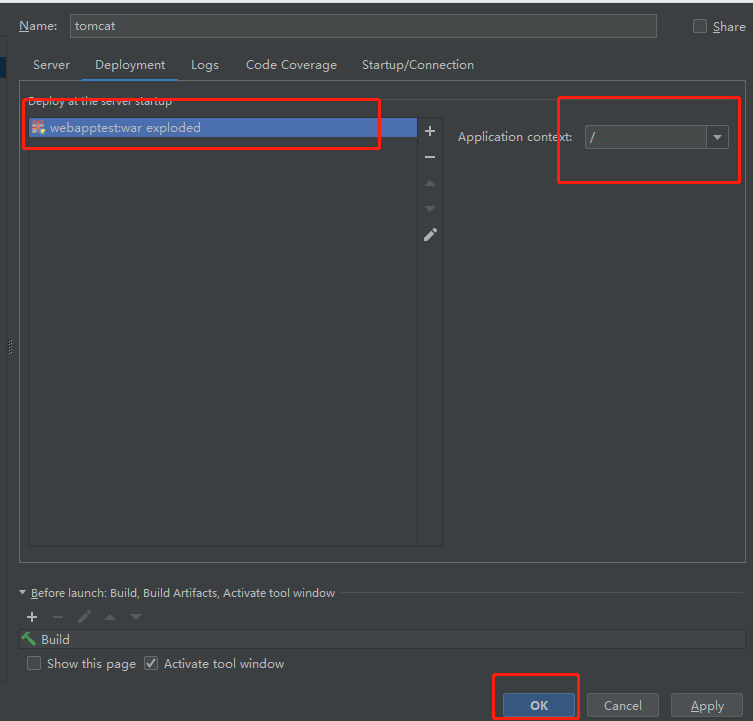 Name: tomcat Share
Server Deployment Logs Code Coverage Startup/Connection
Deploy at the server startup
webapptest:war exploded
Application context: /
Before launch: Build, Build Artifacts, Activate tool window
Build
Show this page Activate tool window
OK Cancel Apply